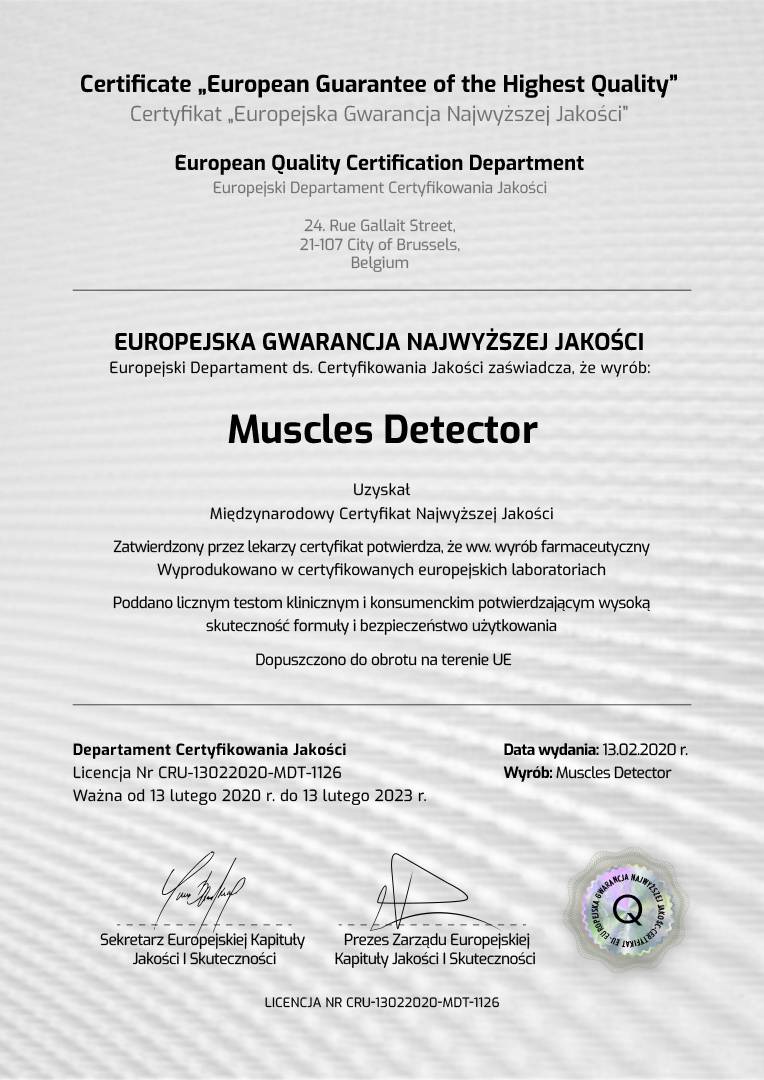 Certificate „European Guarantee of the Highest Quality”
Certyfikat „Europejska Gwarancja Najwyższej Jakości”
European Quality Certification Department
Europejski Departament Certyfikowania Jakości
24. Rue Gallait Street,
21-107 City of Brussels,
Belgium
EUROPEJSKA GWARANCJA NAJWYŻSZEJ JAKOŚCI
Europejski Departament ds. Certyfikowania Jakości zaświadcza, że wyrób:
Muscles Detector
Uzyskał
Międzynarodowy Certyfikat Najwyższej Jakości
Zatwierdzony przez lekarzy certyfikat potwierdza, że ww. wyrób farmaceutyczny
Wyprodukowano w certyfikowanych europejskich laboratoriach
Poddano licznym testom klinicznym i konsumenckim potwierdzającym wysoką
skuteczność formuły i bezpieczeństwo użytkowania
Dopuszczono do obrotu na terenie UE
Departament Certyfikowania Jakości
Licencja Nr CRU-13022020-MDT-1126
Ważna od 13 lutego 2020 r. do 13 lutego 2023 r.
Data wydania: 13.02.2020 r.
Wyrób: Muscles Detector
Sekretarz Europejskiej Kapituły
Jakości I Skuteczności
Prezes Zarządu Europejskiej
Kapituły Jakości I Skuteczności
EUROPEJSKA GWARANCJA NAJWYŻSZEJ JAKOŚCI-CERTYFIKAT EU-
Q
LICENCJA NR CRU-13022020-MDT-1126